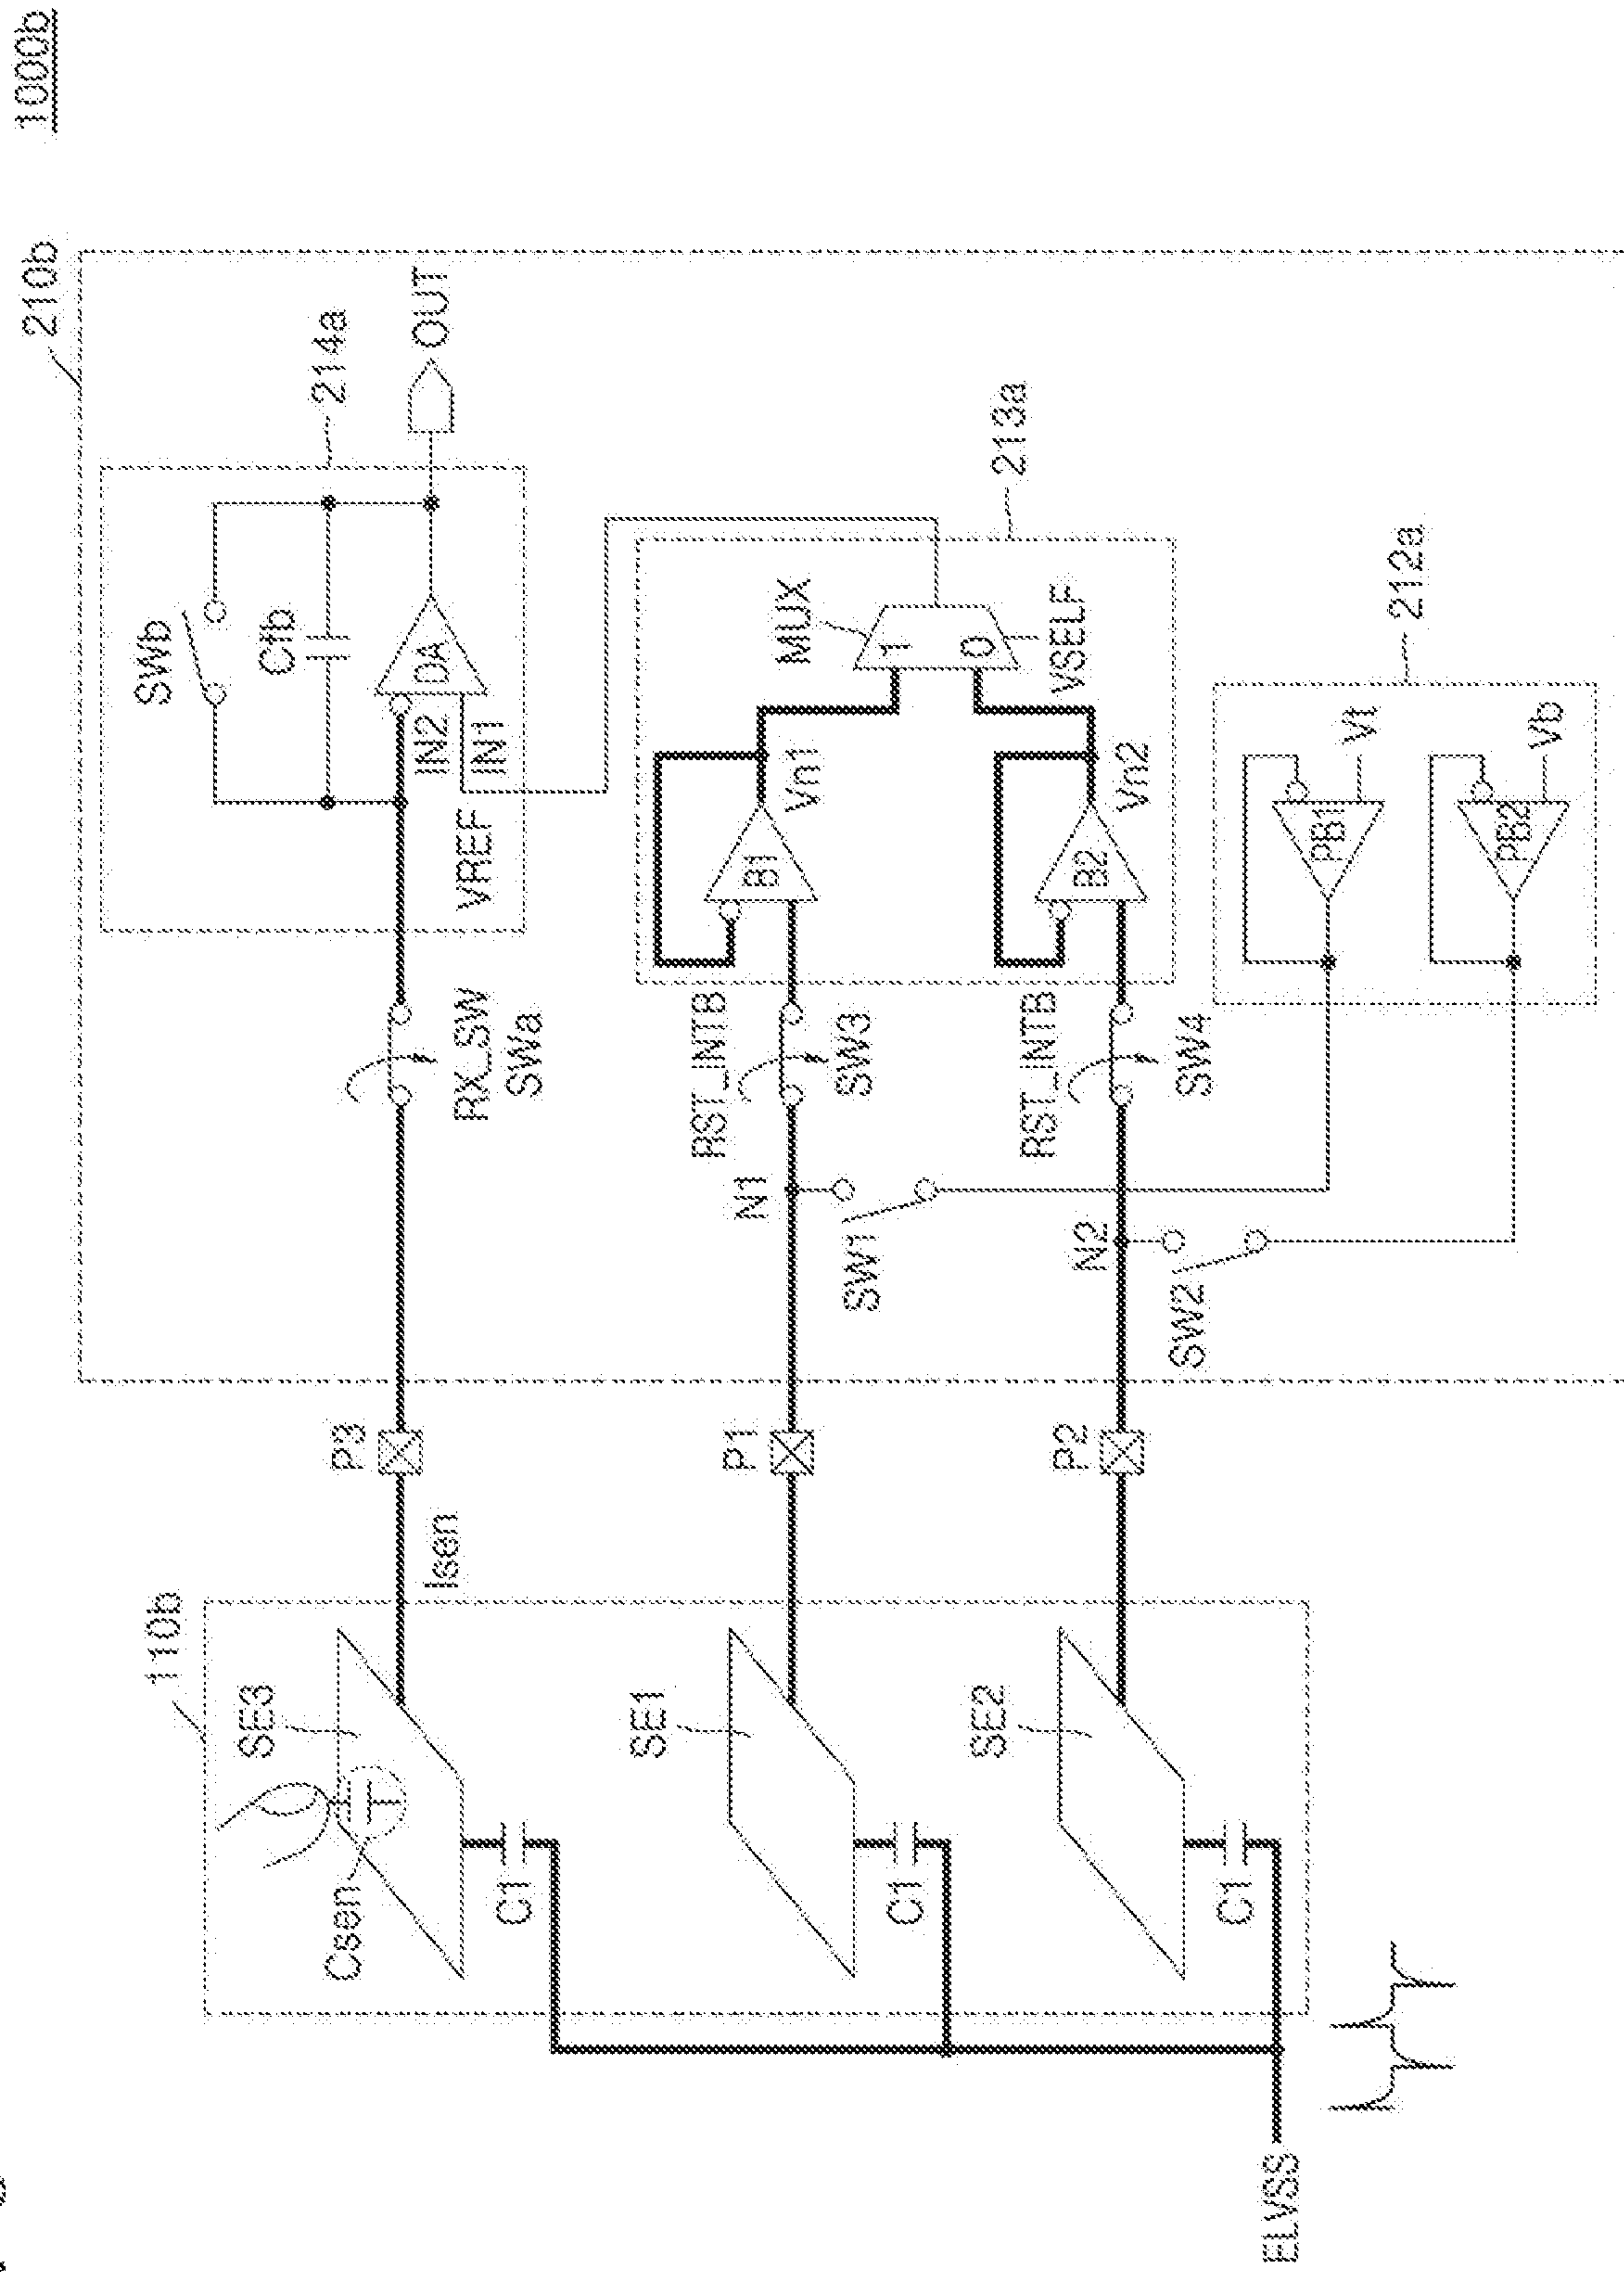 1000b
210b
214a
SWb
Cfb
DA
OUT
IN2
IN1
VREF
RX_SW
SWa
P3
Isen
110b
SE3
Csen
C1
213a
MUX
1
0
VSELF
Vn1
B1
RST_INTB
SW3
N1
SW1
P1
SE1
C1
Vn2
B2
RST_INTB
SW4
N2
SW2
P2
SE2
C1
212a
PB1
Vt
PB2
Vb
ELVSS